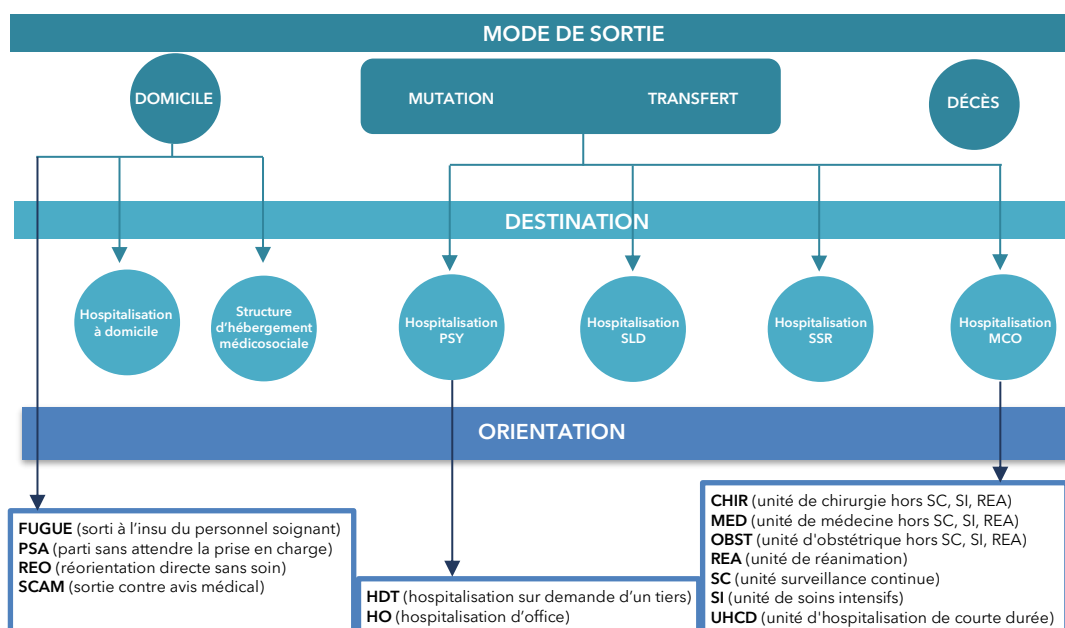 MODE DE SORTIE
DOMICILE
MUTATION
TRANSFERT
DÉCÈS
DESTINATION
Hospitalisation
à domicile
Structure
d'hébergement
médicosociale
Hospitalisation
PSY
Hospitalisation
SLD
Hospitalisation
SSR
Hospitalisation
MCO
ORIENTATION
FUGUE (sorti à l'insu du personnel soignant)
PSA (parti sans attendre la prise en charge)
REO (réorientation directe sans soin)
SCAM (sortie contre avis médical)
HDT (hospitalisation sur demande d'un tiers)
HO (hospitalisation d'office)
CHIR (unité de chirurgie hors SC, SI, REA)
MED (unité de médecine hors SC, SI, REA)
OBST (unité d'obstétrique hors SC, SI, REA)
REA (unité de réanimation)
SC (unité surveillance continue)
SI (unité de soins intensifs)
UHCD (unité d'hospitalisation de courte durée)